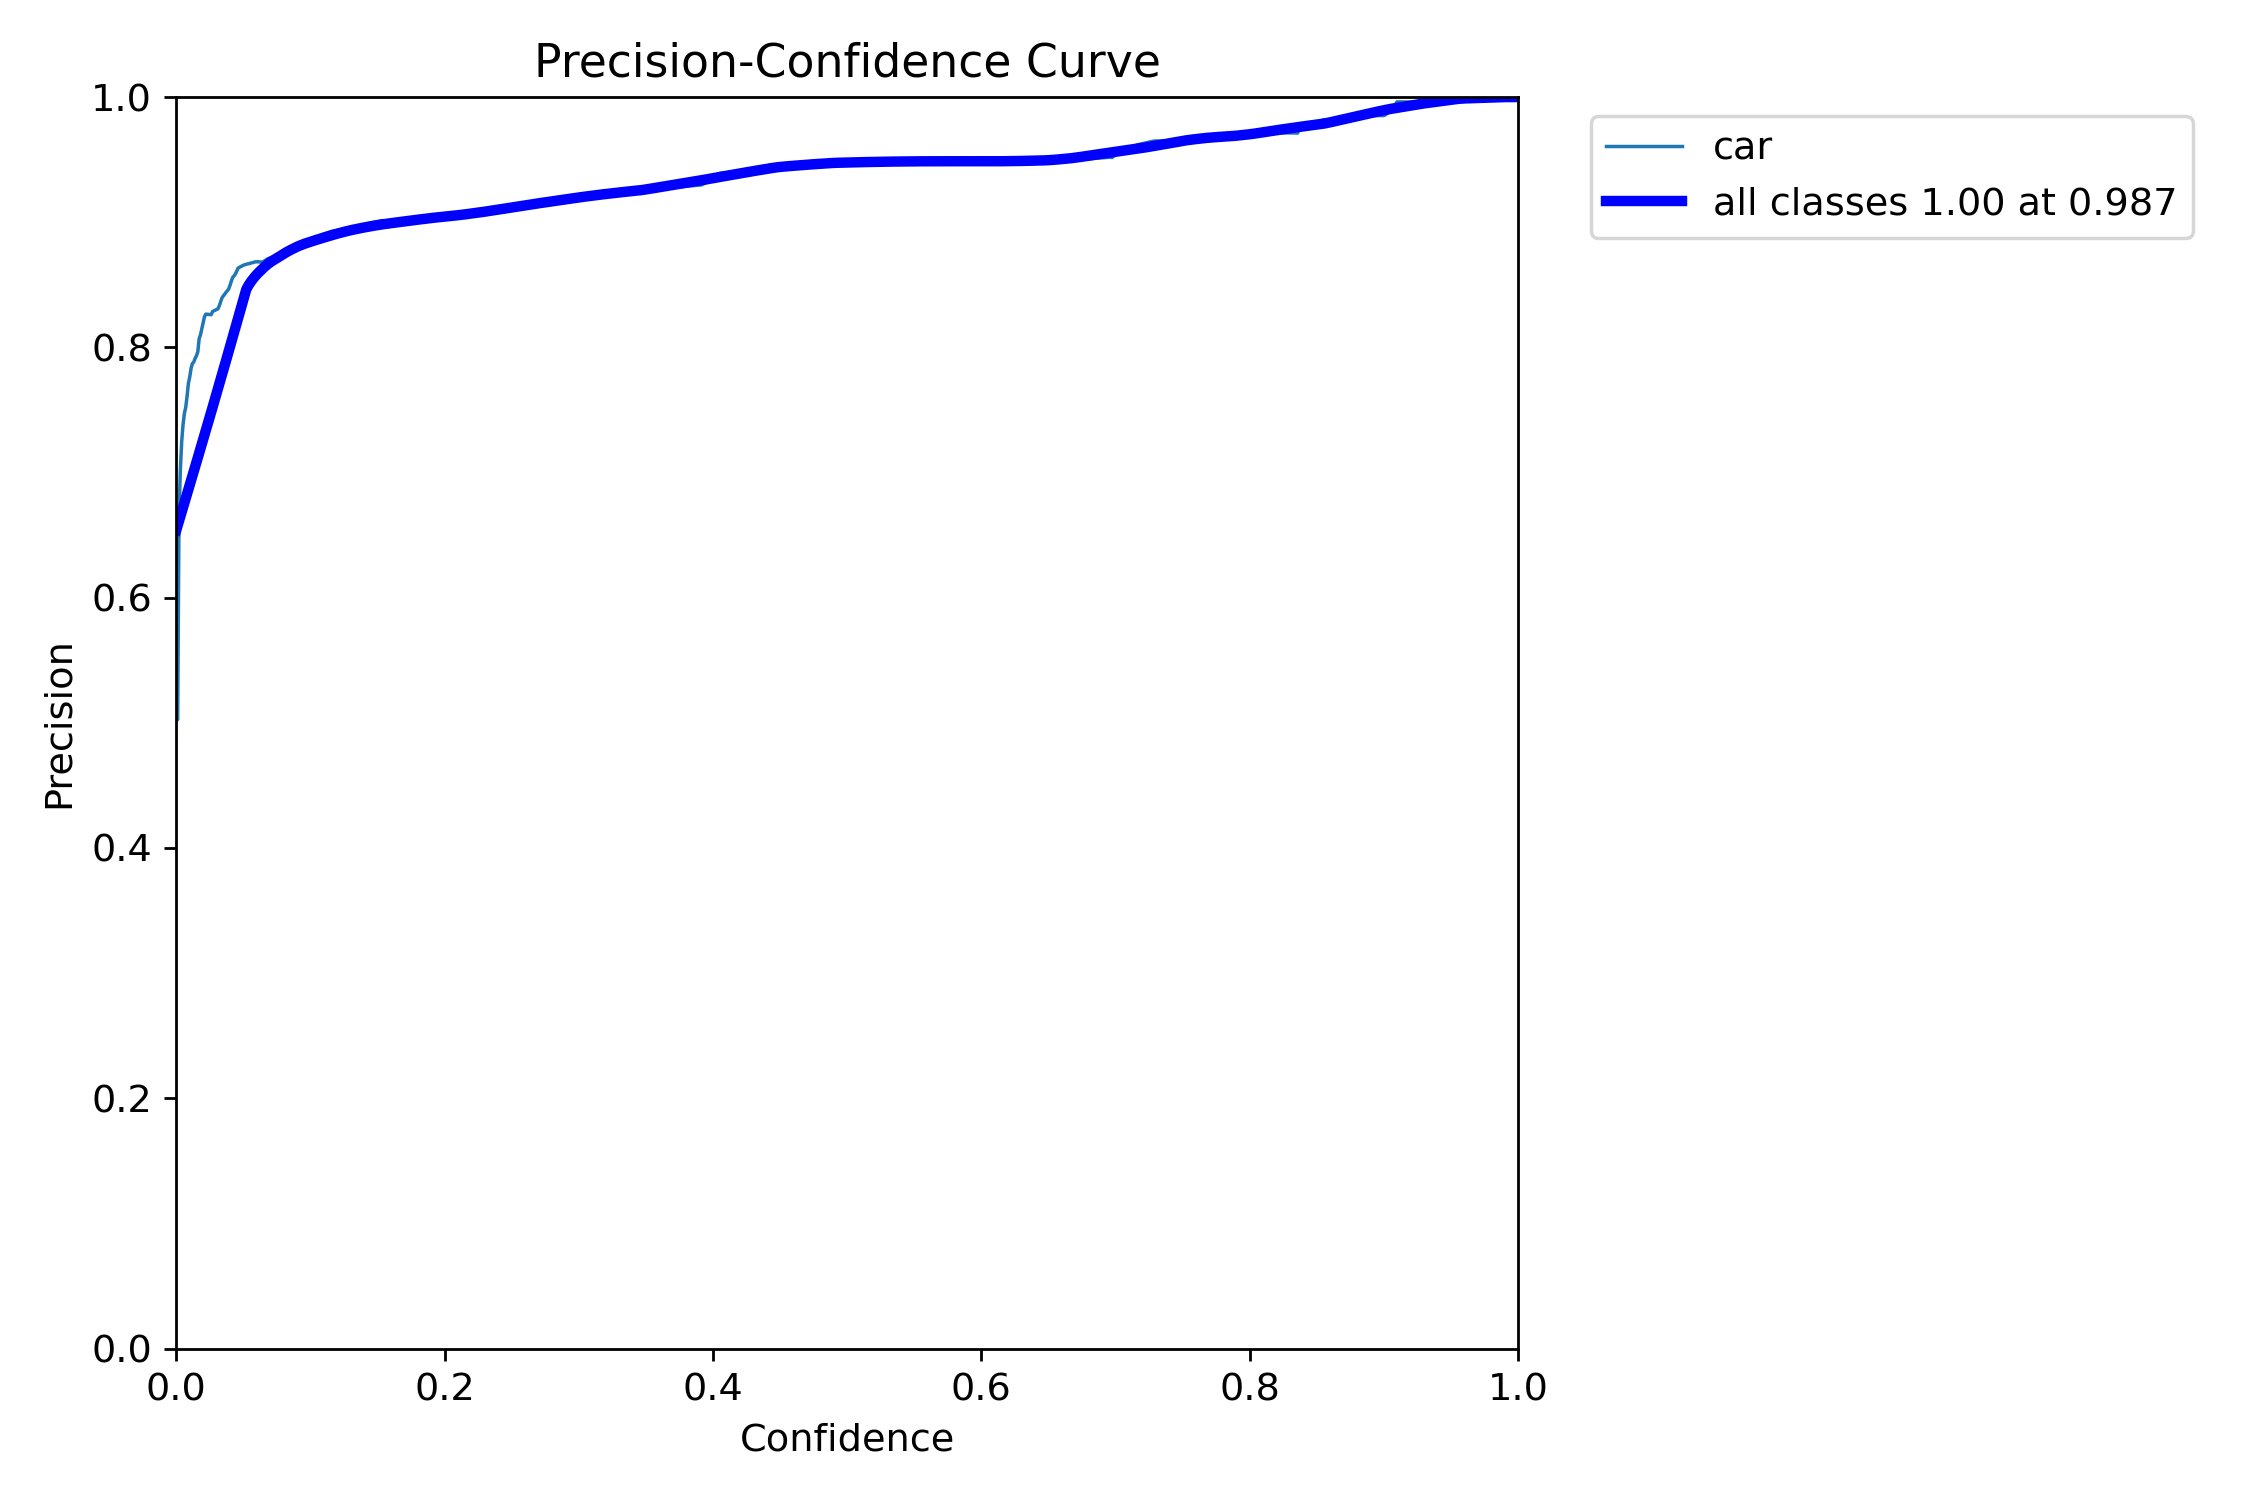 Precision-Confidence Curve
1.0
0.8
0.6
0.4
0.2
0.0
Precision
0.0 0.2 0.4 0.6 0.8 1.0
Confidence
car
all classes 1.00 at 0.987